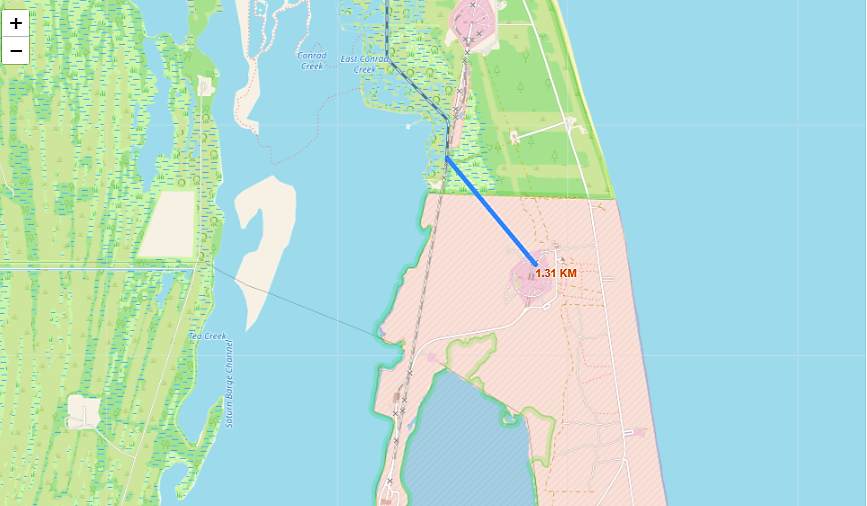 +
−
Conrad
Creek
East Conrad
Creek
1.31 KM
Tea Creek
Saturn Barge Channel